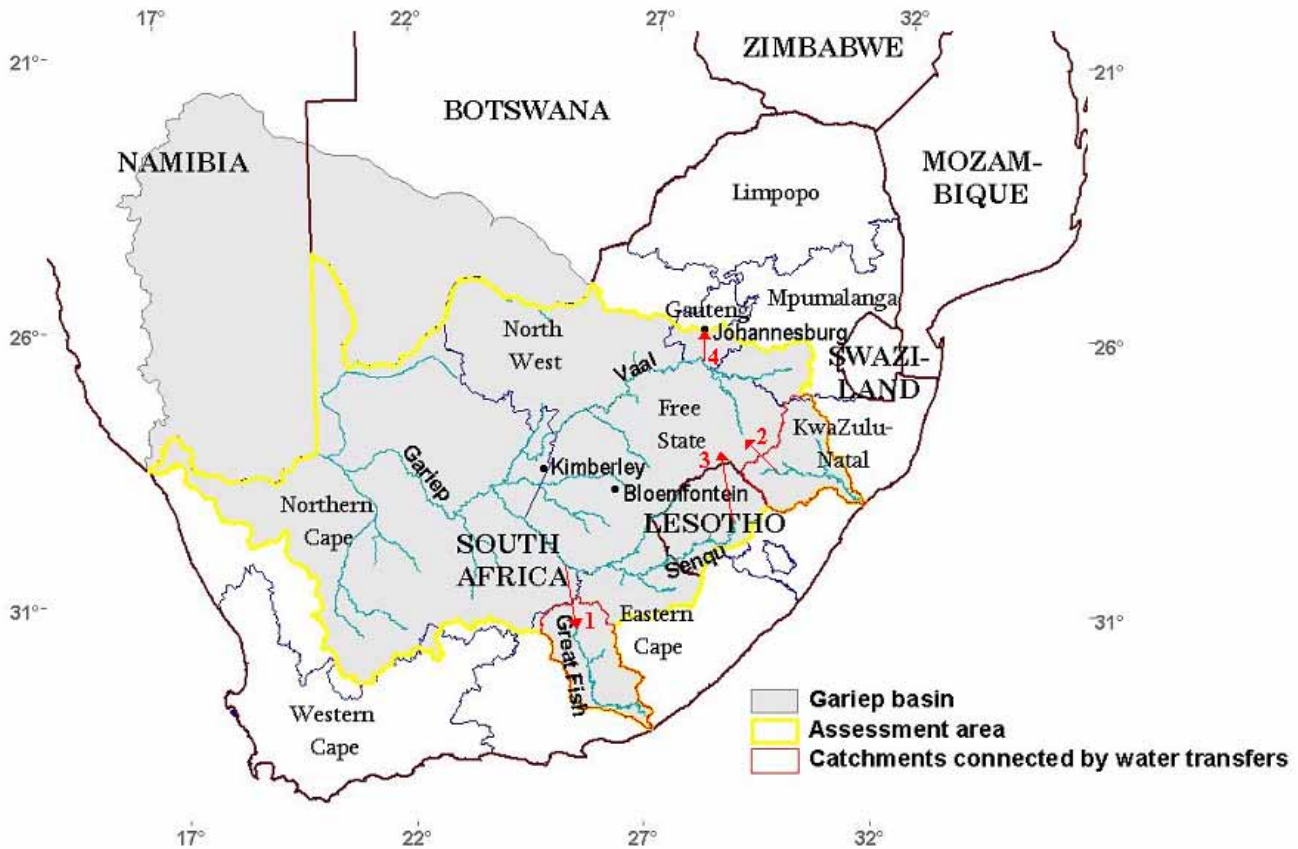 17°
22°
27°
32°
21°
21°
ZIMBABWE
BOTSWANA
NAMIBIA
MOZAM-
BIQUE
Limpopo
Mpumalanga
Gauteng
Johannesburg
North
West
26°
26°
SWAZI-
LAND
4
Vaal
Free
State
2
KwaZulu-
Natal
3
Kimberley
Gariep
Bloemfontein
Northern
Cape
LESOTHO
SOUTH
AFRICA
Senqu
31°
31°
1
Eastern
Cape
Great Fish
Western
Cape
Gariep basin
Assessment area
Catchments connected by water transfers
17°
22°
27°
32°